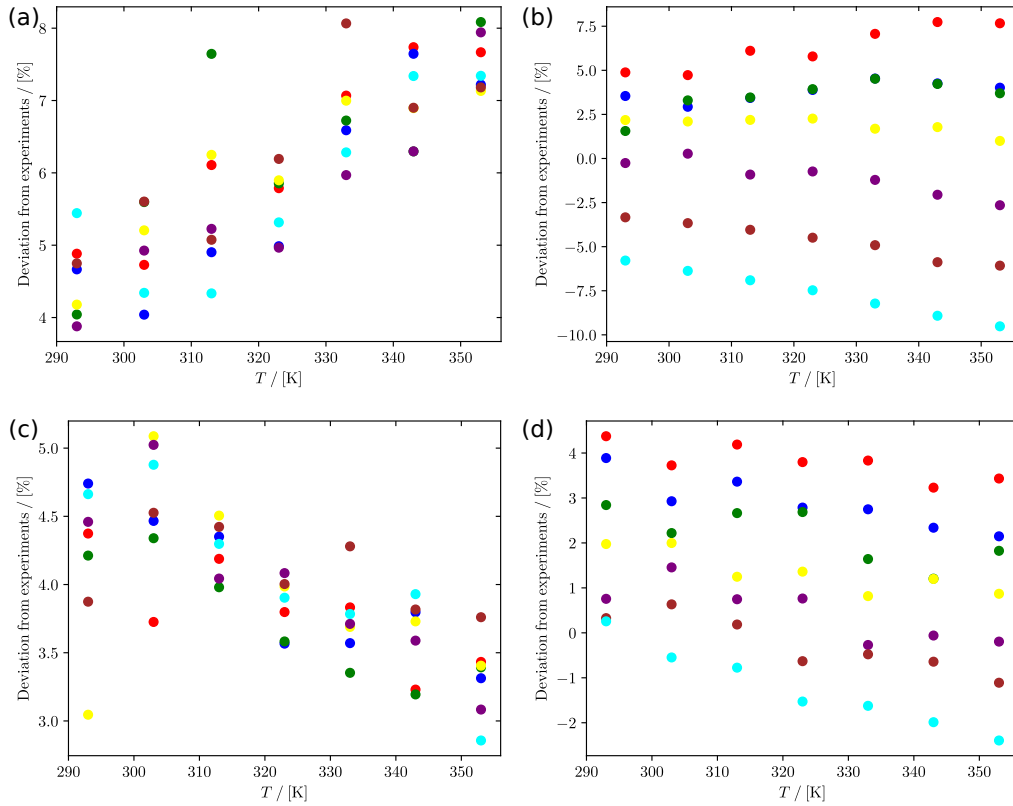 (a)
Deviation from experiments / [%]
8
7
6
5
4
290 300 310 320 330 340 350
T / [K]
(b)
Deviation from experiments / [%]
7.5
5.0
2.5
0.0
−2.5
−5.0
−7.5
−10.0
290 300 310 320 330 340 350
T / [K]
(c)
Deviation from experiments / [%]
5.0
4.5
4.0
3.5
3.0
290 300 310 320 330 340 350
T / [K]
(d)
Deviation from experiments / [%]
4
3
2
1
0
−1
−2
290 300 310 320 330 340 350
T / [K]